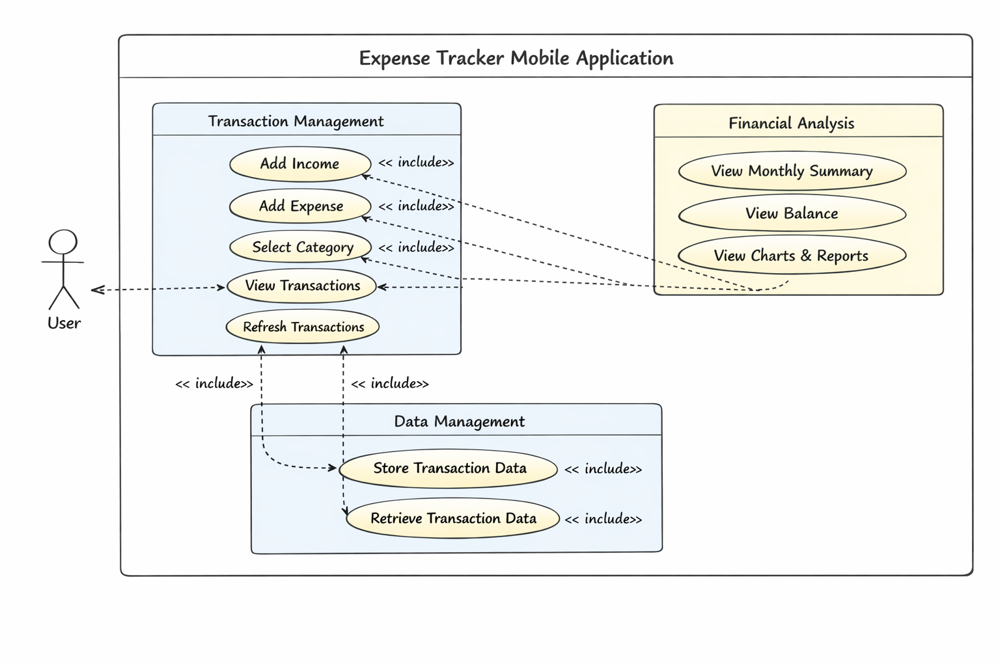 Expense Tracker Mobile Application
Transaction Management
Add Income << include>>
Add Expense << include>>
Select Category << include>>
View Transactions
Refresh Transactions
Financial Analysis
View Monthly Summary
View Balance
View Charts & Reports
User
<< include>> << include>>
Data Management
Store Transaction Data << include>>
Retrieve Transaction Data << include>>